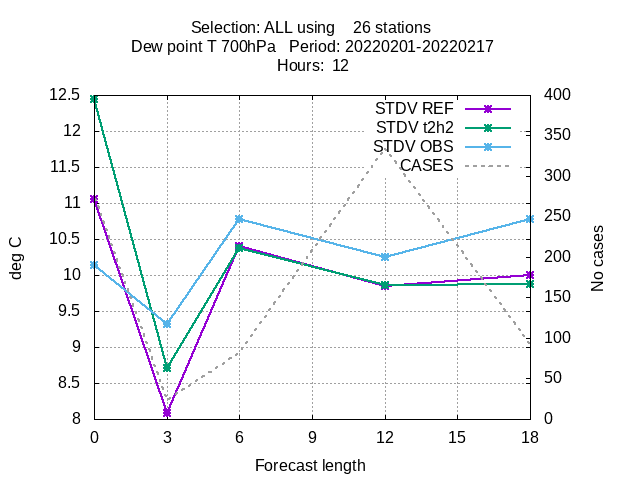 Selection: ALL using    26 stations
Dew point T 700hPa   Period: 20220201-20220217
Hours:  12
STDV REF
STDV t2h2
STDV OBS
CASES
12.5
12
11.5
11
10.5
10
9.5
9
8.5
8
deg C
400
350
300
250
200
150
100
50
0
No cases
0 3 6 9 12 15 18
Forecast length